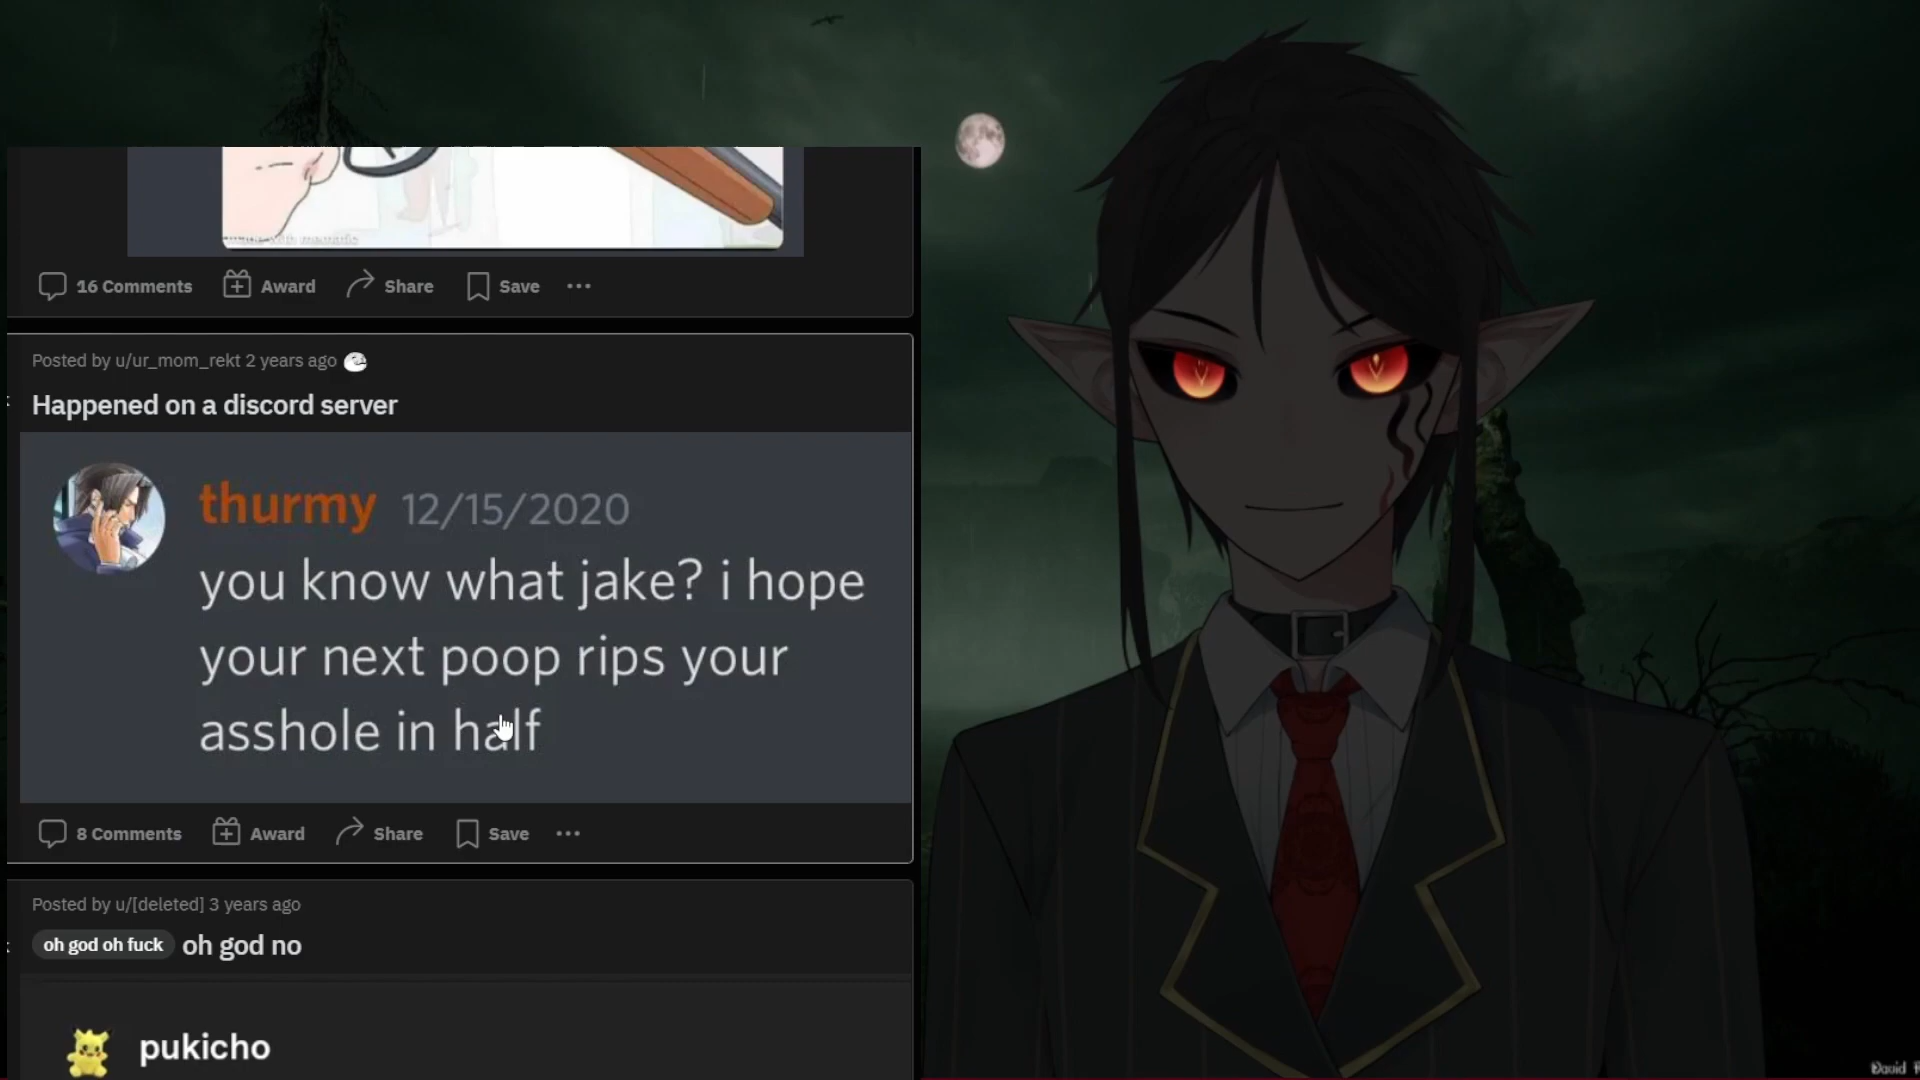 16 Comments Award Share Save
Posted by u/ur_mom_rekt 2 years ago
Happened on a discord server
thurmy 12/15/2020
you know what jake? i hope
your next poop rips your
asshole in half
8 Comments Award Share Save
Posted by u/[deleted] 3 years ago
oh god oh fuck oh god no
pukicho
David